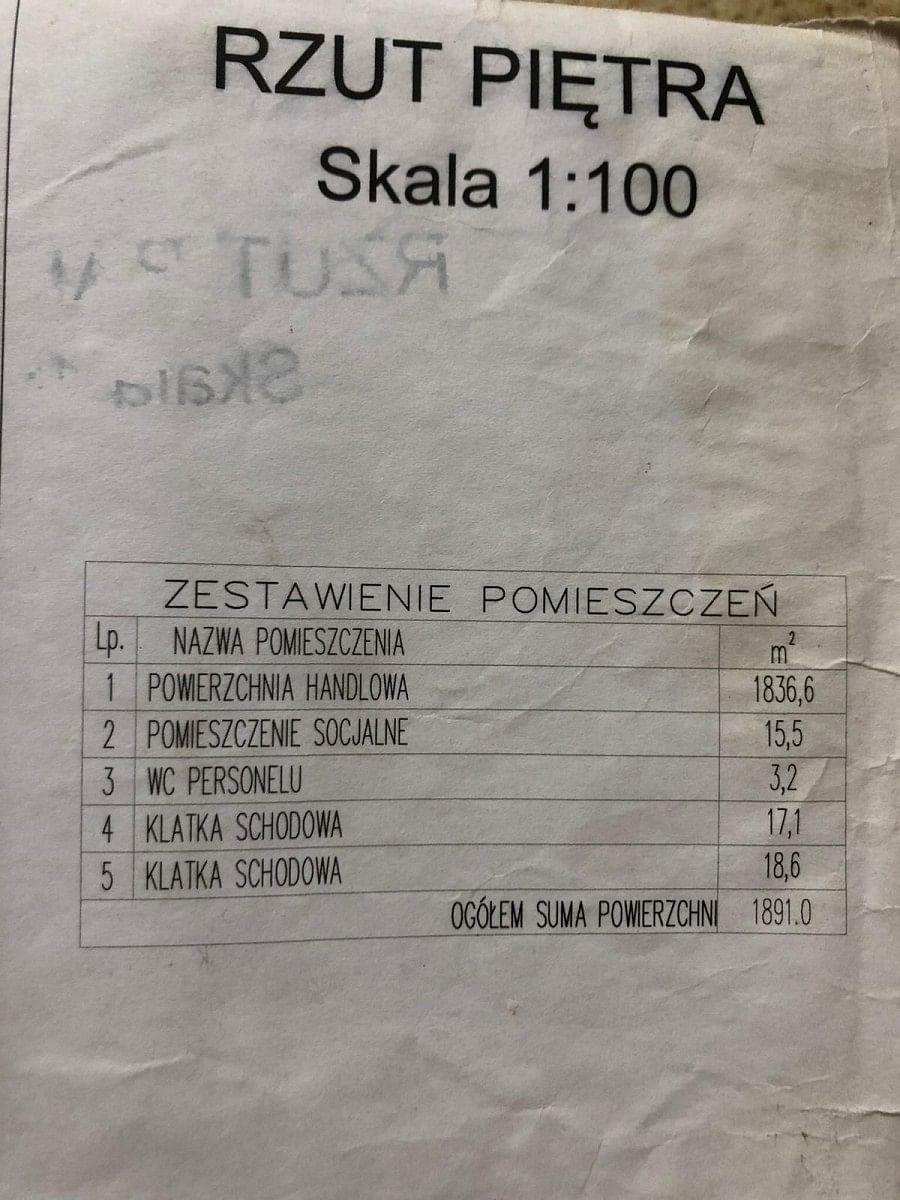 RZUT PIĘTRA
Skala 1:100
RZUT
Skala
ZESTAWIENIE POMIESZCZEŃ
Lp. NAZWA POMIESZCZENIA m²
1 POWIERZCHNIA HANDLOWA 1836,6
2 POMIESZCZENIE SOCJALNE 15,5
3 WC PERSONELU 3,2
4 KLATKA SCHODOWA 17,1
5 KLATKA SCHODOWA 18,6
OGÓŁEM SUMA POWIERZCHNI 1891.0